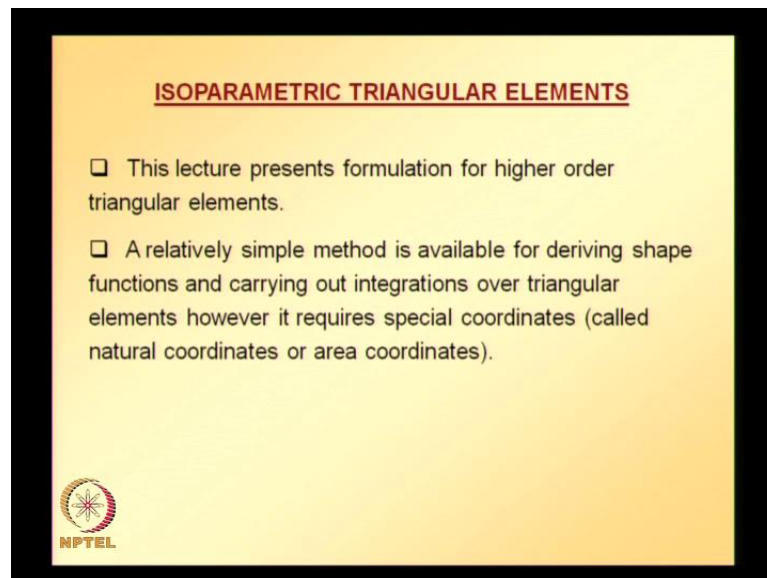 ISOPARAMETRIC TRIANGULAR ELEMENTS
❑ This lecture presents formulation for higher order
triangular elements.
❑ A relatively simple method is available for deriving shape
functions and carrying out integrations over triangular
elements however it requires special coordinates (called
natural coordinates or area coordinates).
NPTEL